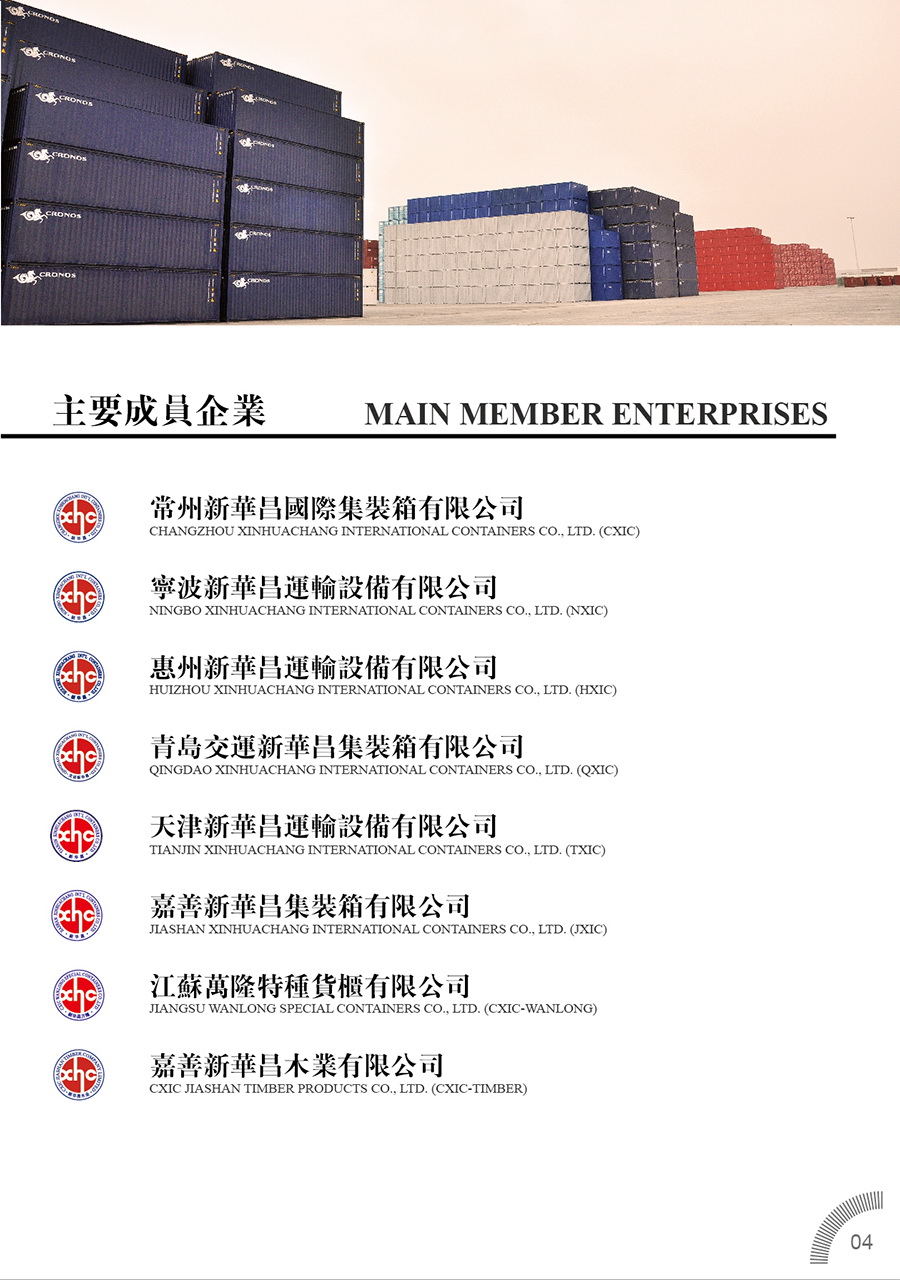 CRONOS
CRONOS
CRONOS
CRONOS
CRONOS
CRONOS
CRONOS
CRONOS
CRONOS
CRONOS
CRONOS
CRONOS
主要成員企業
MAIN MEMBER ENTERPRISES
xhc
常州新華昌國際集裝箱有限公司
CHANGZHOU XINHUACHANG INTERNATIONAL CONTAINERS CO., LTD. (CXIC)
xhc
寧波新華昌運輸設備有限公司
NINGBO XINHUACHANG INTERNATIONAL CONTAINERS CO., LTD. (NXIC)
xhc
惠州新華昌運輸設備有限公司
HUIZHOU XINHUACHANG INTERNATIONAL CONTAINERS CO., LTD. (HXIC)
xhc
青島交運新華昌集裝箱有限公司
QINGDAO XINHUACHANG INTERNATIONAL CONTAINERS CO., LTD. (QXIC)
xhc
天津新華昌運輸設備有限公司
TIANJIN XINHUACHANG INTERNATIONAL CONTAINERS CO., LTD. (TXIC)
xhc
嘉善新華昌集裝箱有限公司
JIASHAN XINHUACHANG INTERNATIONAL CONTAINERS CO., LTD. (JXIC)
xhc
江蘇萬隆特種貨櫃有限公司
JIANGSU WANLONG SPECIAL CONTAINERS CO., LTD. (CXIC-WANLONG)
xhc
嘉善新華昌木業有限公司
CXIC JIASHAN TIMBER PRODUCTS CO., LTD. (CXIC-TIMBER)
04